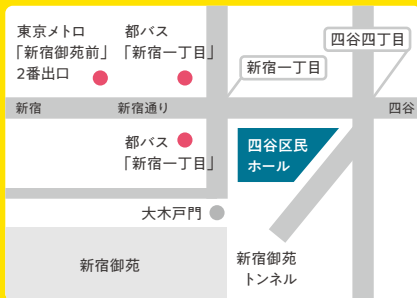 東京メトロ
「新宿御苑前」
2番出口
都バス
「新宿一丁目」
四谷四丁目
新宿一丁目
新宿
新宿通り
四谷
都バス
「新宿一丁目」
四谷区民
ホール
大木戸門
新宿御苑
新宿御苑
トンネル